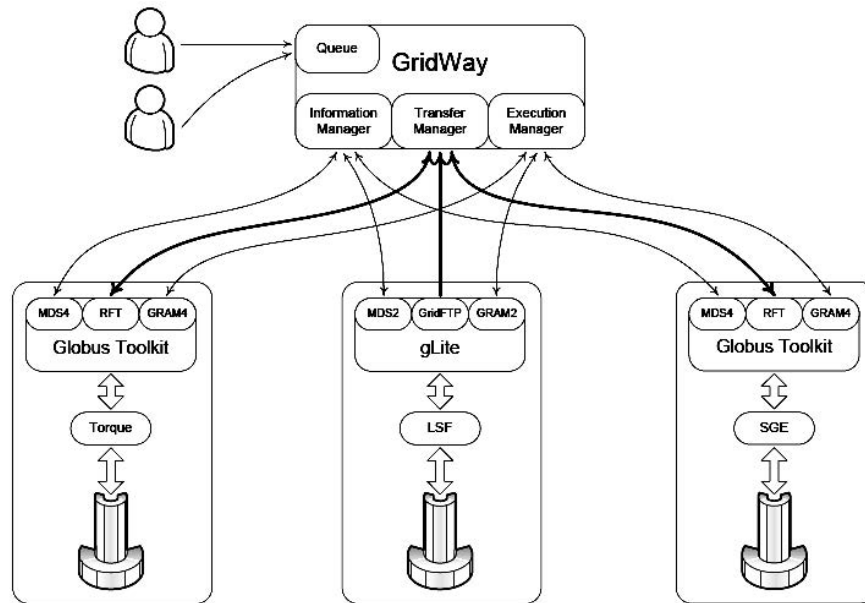 Queue
GridWay
Information
Manager
Transfer
Manager
Execution
Manager
MDS4
RFT
GRAM4
Globus Toolkit
Torque
MDS2
GridFTP
GRAM2
gLite
LSF
MDS4
RFT
GRAM4
Globus Toolkit
SGE